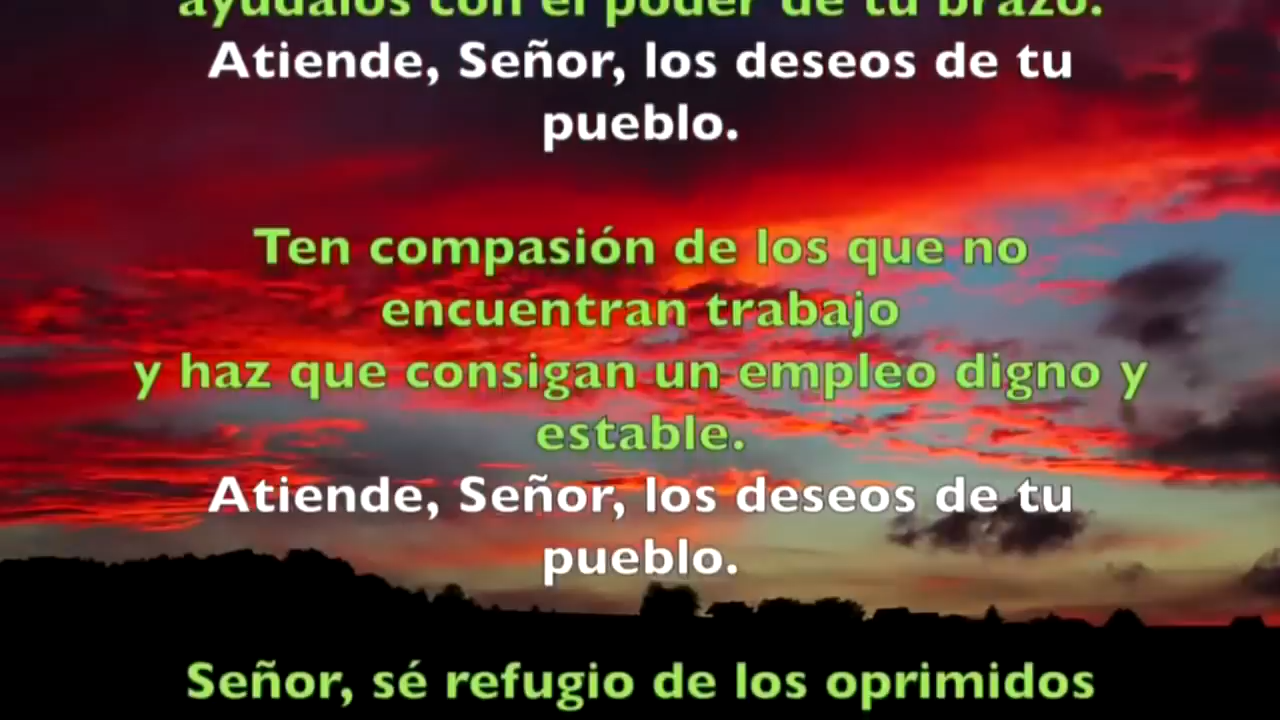 ayúdalos con el poder de tu brazo.
Atiende, Señor, los deseos de tu
pueblo.
Ten compasión de los que no
encuentran trabajo
y haz que consigan un empleo digno y
estable.
Atiende, Señor, los deseos de tu
pueblo.
Señor, sé refugio de los oprimidos